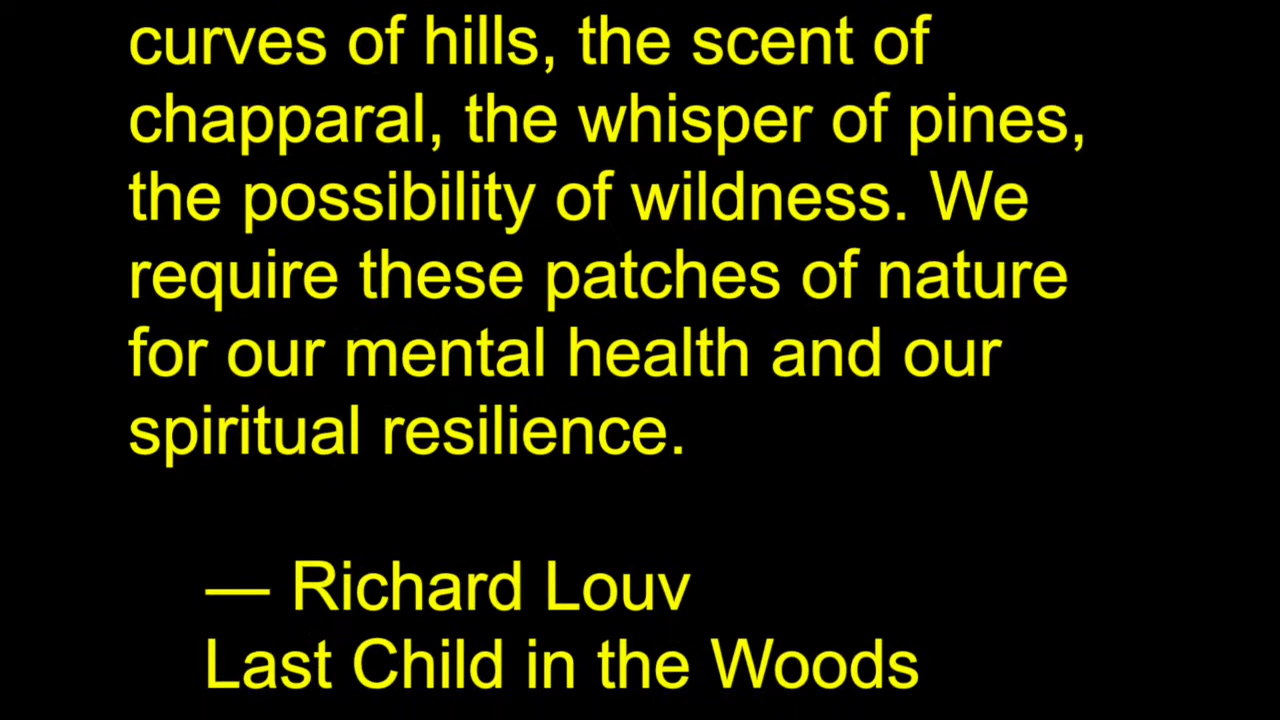 curves of hills, the scent of
chapparal, the whisper of pines,
the possibility of wildness. We
require these patches of nature
for our mental health and our
spiritual resilience.
— Richard Louv
Last Child in the Woods